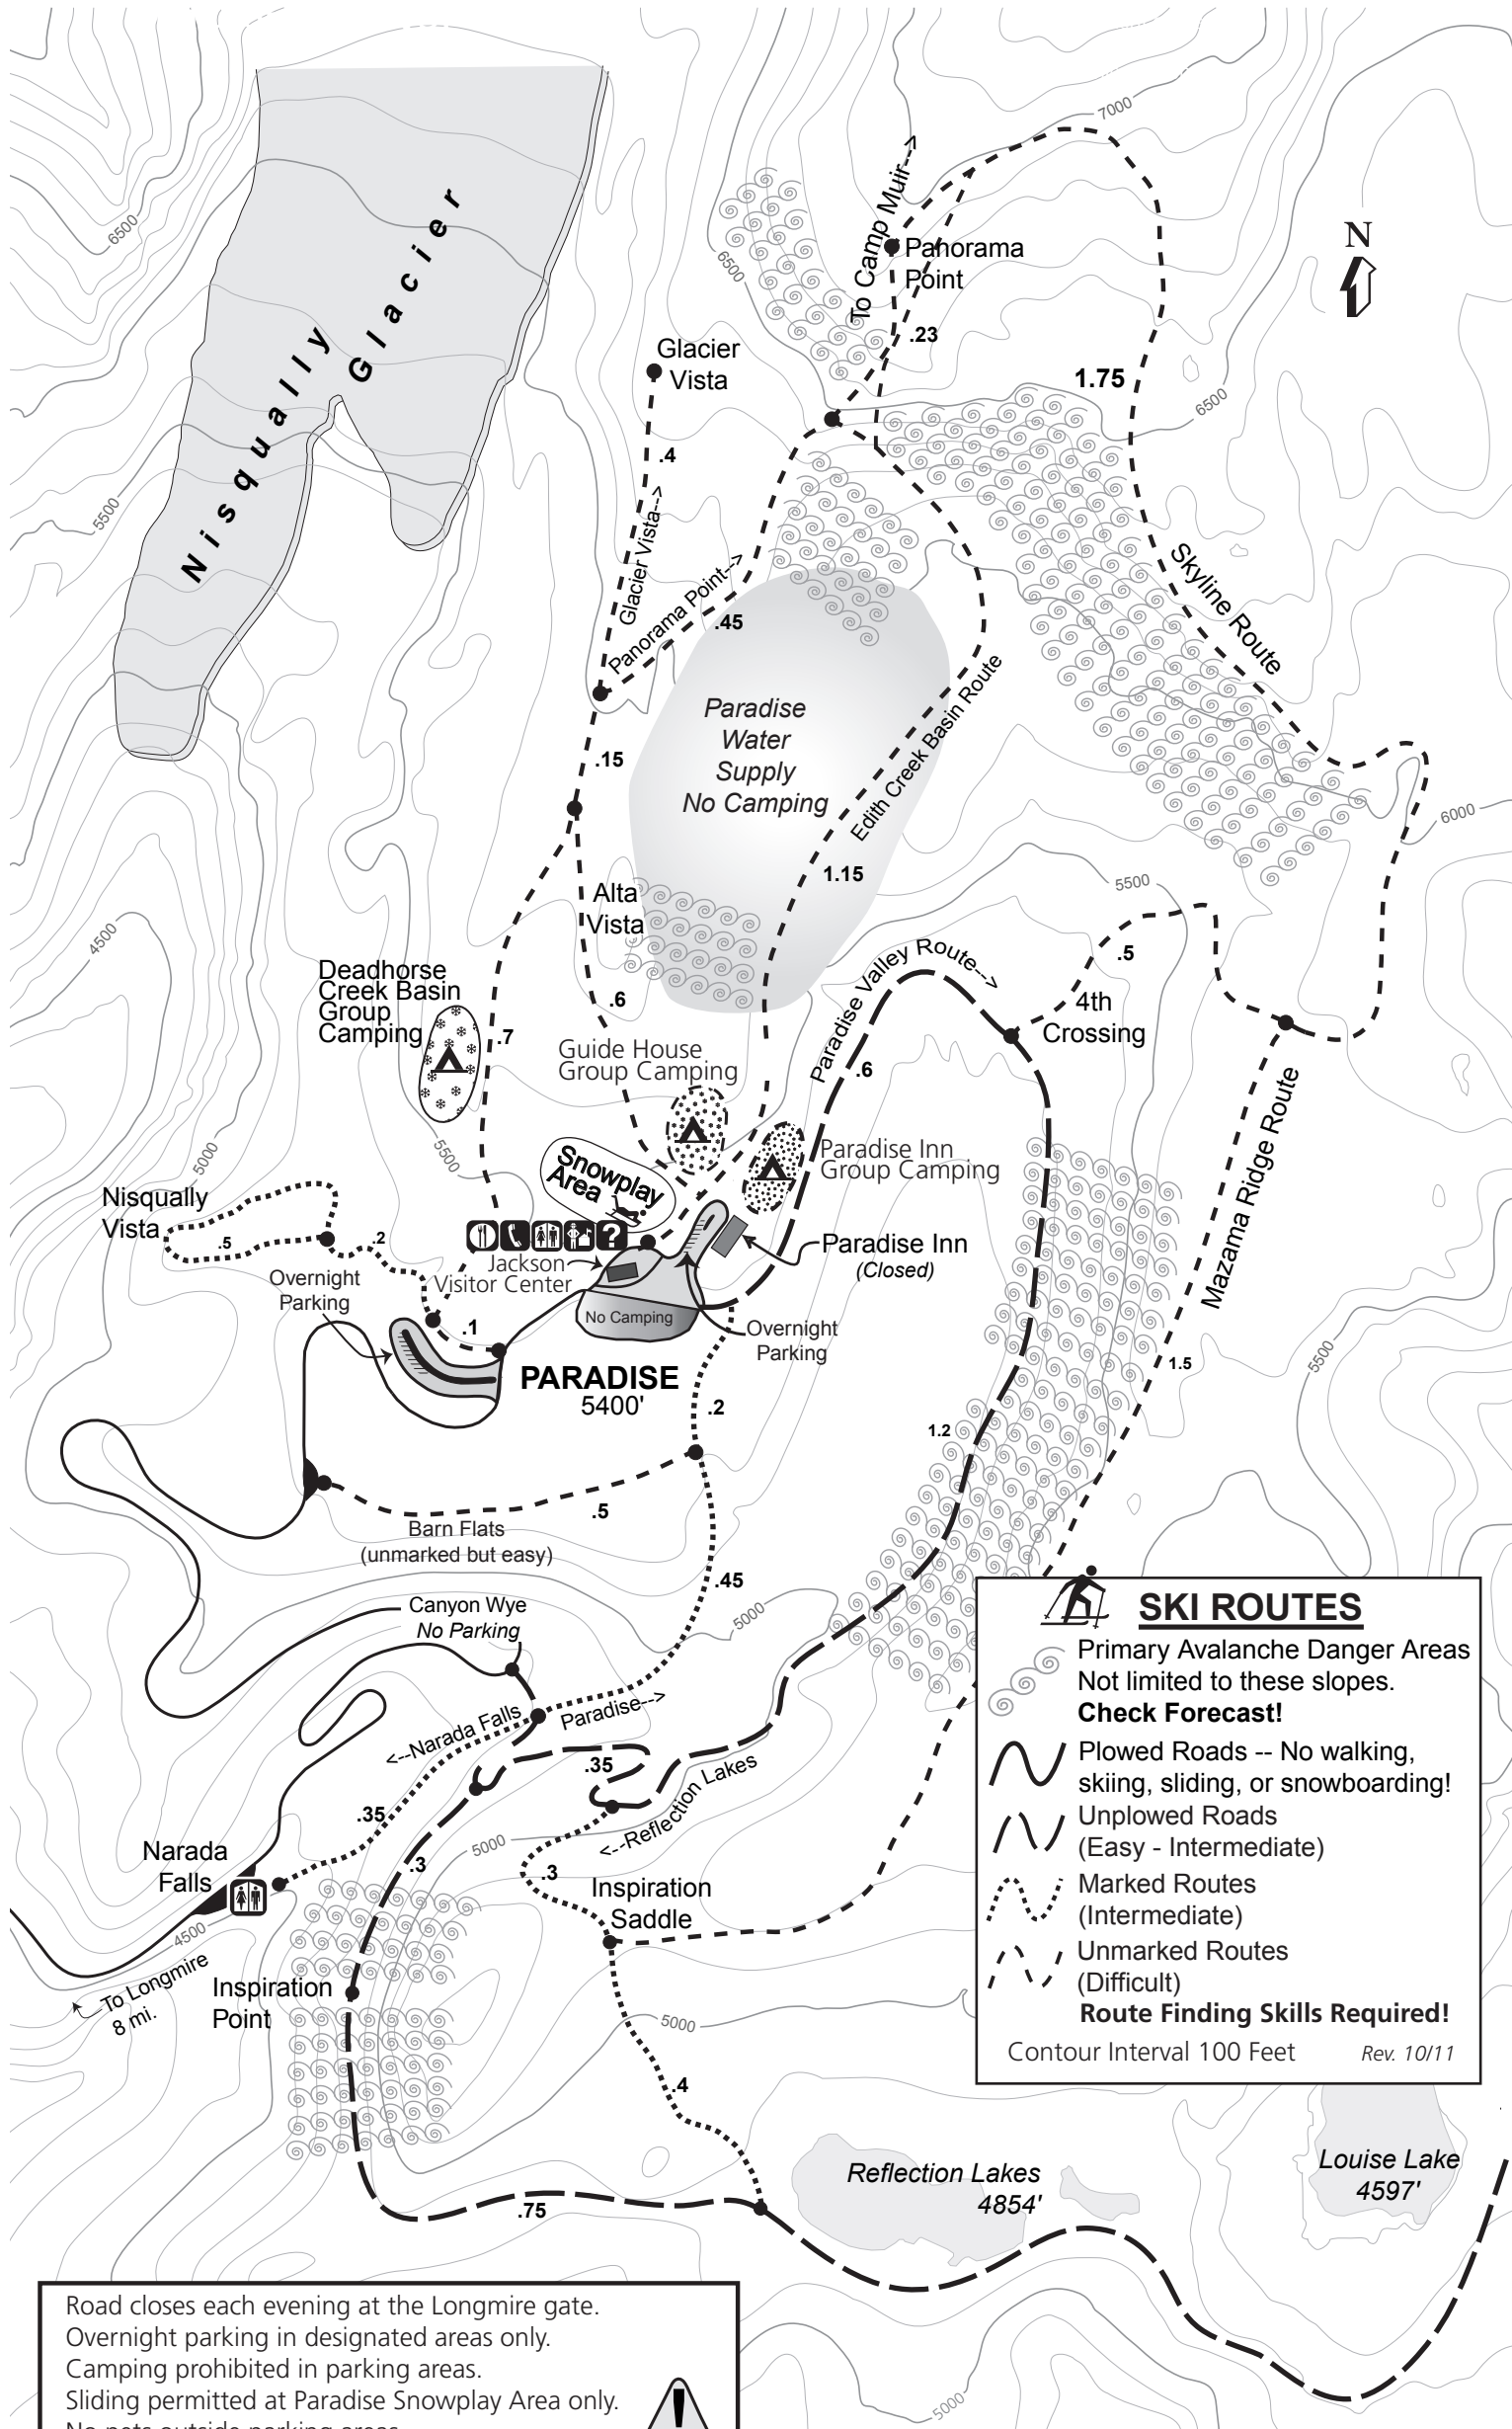 7000
N
6500
To Camp Muir-->
Panorama
Point
6500
.23
Nisqually
Glacier
Glacier
Vista
1.75
6500
.4
5500
Glacier Vista-->
Panorama Point-->
.45
Skyline Route
Paradise
Water
Supply
No Camping
Edith Creek Basin Route
.15
6000
1.15
5500
Alta
Vista
4500
Paradise Valley Route-->
.5
Deadhorse
Creek Basin
Group
Camping
.6
4th
Crossing
.7
Guide House
Group Camping
.6
Mazama Ridge Route
5000
5500
Snowplay
Area
Paradise Inn
Group Camping
Nisqually
Vista
.5
.2
?
Paradise Inn
(Closed)
Jackson
Visitor Center
Overnight
Parking
No Camping
.1
Overnight
Parking
5500
1.5
PARADISE
5400'
.2
1.2
.5
Barn Flats
(unmarked but easy)
.45
Canyon Wye
No Parking
5000
SKI ROUTES
Primary Avalanche Danger Areas
Not limited to these slopes.
Check Forecast!
Plowed Roads -- No walking,
skiing, sliding, or snowboarding!
Unplowed Roads
(Easy - Intermediate)
Marked Routes
(Intermediate)
Unmarked Routes
(Difficult)
Route Finding Skills Required!
Contour Interval 100 Feet
Rev. 10/11
<--Narada Falls
Paradise-->
.35
<--Reflection Lakes
.35
5000
Narada
Falls
.3
.3
Inspiration
Saddle
4500
To Longmire
8 mi.
Inspiration
Point
5000
.4
Reflection Lakes
4854'
Louise Lake
4597'
.75
5000
Road closes each evening at the Longmire gate.
Overnight parking in designated areas only.
Camping prohibited in parking areas.
Sliding permitted at Paradise Snowplay Area only.
No pets outside parking areas.
!